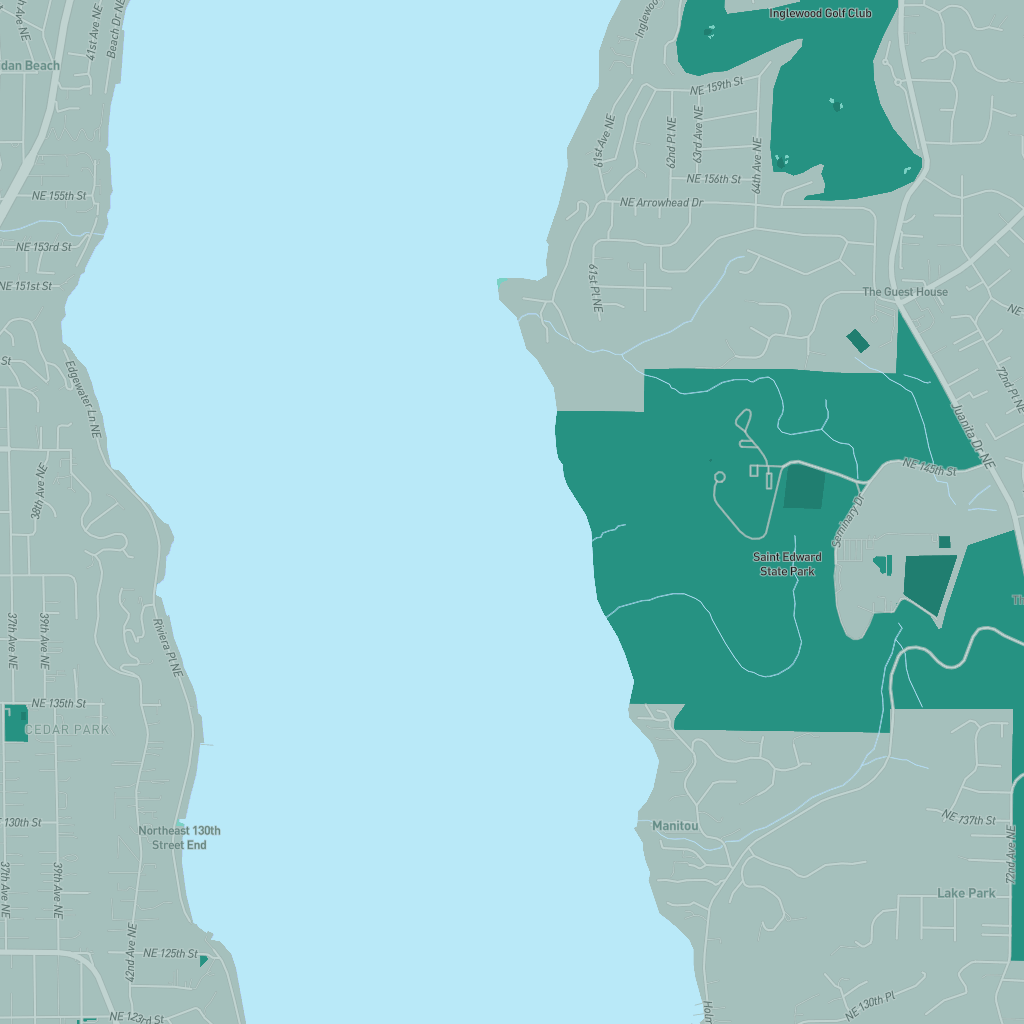 Inglewood Golf Club
41st Ave NE
Beach Dr NE
NE 159th St
61st Ave NE
62nd Pl NE
63rd Ave NE
64th Ave NE
NE 156th St
NE 155th St
NE Arrowhead Dr
NE 153rd St
NE 151st St
61st Pl NE
The Guest House
St
Edgewater Ln NE
72nd Pl NE
Juanita Dr NE
NE 145th St
38th Ave NE
Seminary Dr
Saint Edward
State Park
37th Ave NE
39th Ave NE
Riviera Pl NE
NE 135th St
CEDAR PARK
NE 130th St
Northeast 130th
Street End
Manitou
NE 137th St
72nd Ave NE
37th Ave NE
39th Ave NE
Lake Park
42nd Ave NE
NE 125th St
NE 123rd St
NE 130th Pl